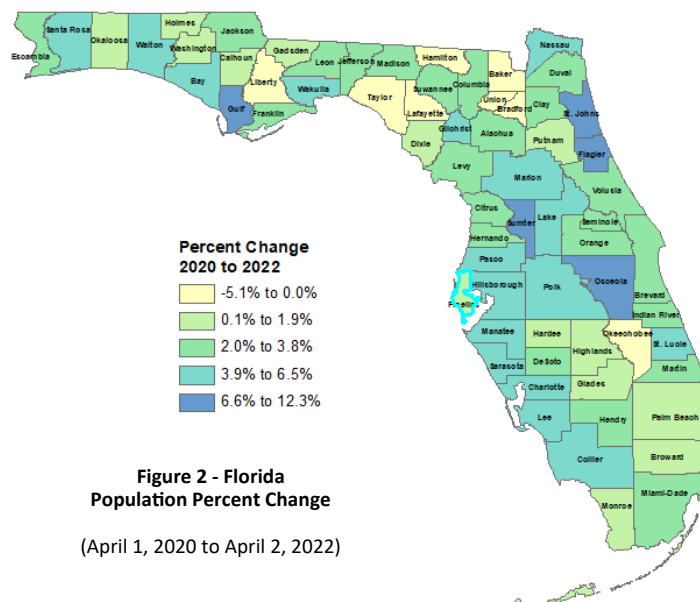 Holmes
Jackson
Santa Rosa
Okaloosa
Walton
Washington
Escambia
Calhoun
Gadsden
Bay
Liberty
Leon
Jefferson
Madison
Hamilton
Nassau
Gulf
Franklin
Wakulla
Taylor
Suwannee
Columbia
Baker
Duval
Lafayette
Union
Bradford
Clay
St. Johns
Dixie
Gilchrist
Alachua
Putnam
Flagler
Levy
Marion
Volusia
Citrus
Sumter
Lake
Seminole
Hernando
Orange
Pasco
Hillsborough
Polk
Osceola
Brevard
Indian River
Manatee
Hardee
Okeechobee
St. Lucie
Highlands
Sarasota
DeSoto
Martin
Charlotte
Glades
Lee
Hendry
Palm Beach
Collier
Broward
Monroe
Miami-Dade
Percent Change
2020 to 2022
-5.1% to 0.0%
0.1% to 1.9%
2.0% to 3.8%
3.9% to 6.5%
6.6% to 12.3%
Figure 2 - Florida
Population Percent Change
(April 1, 2020 to April 2, 2022)